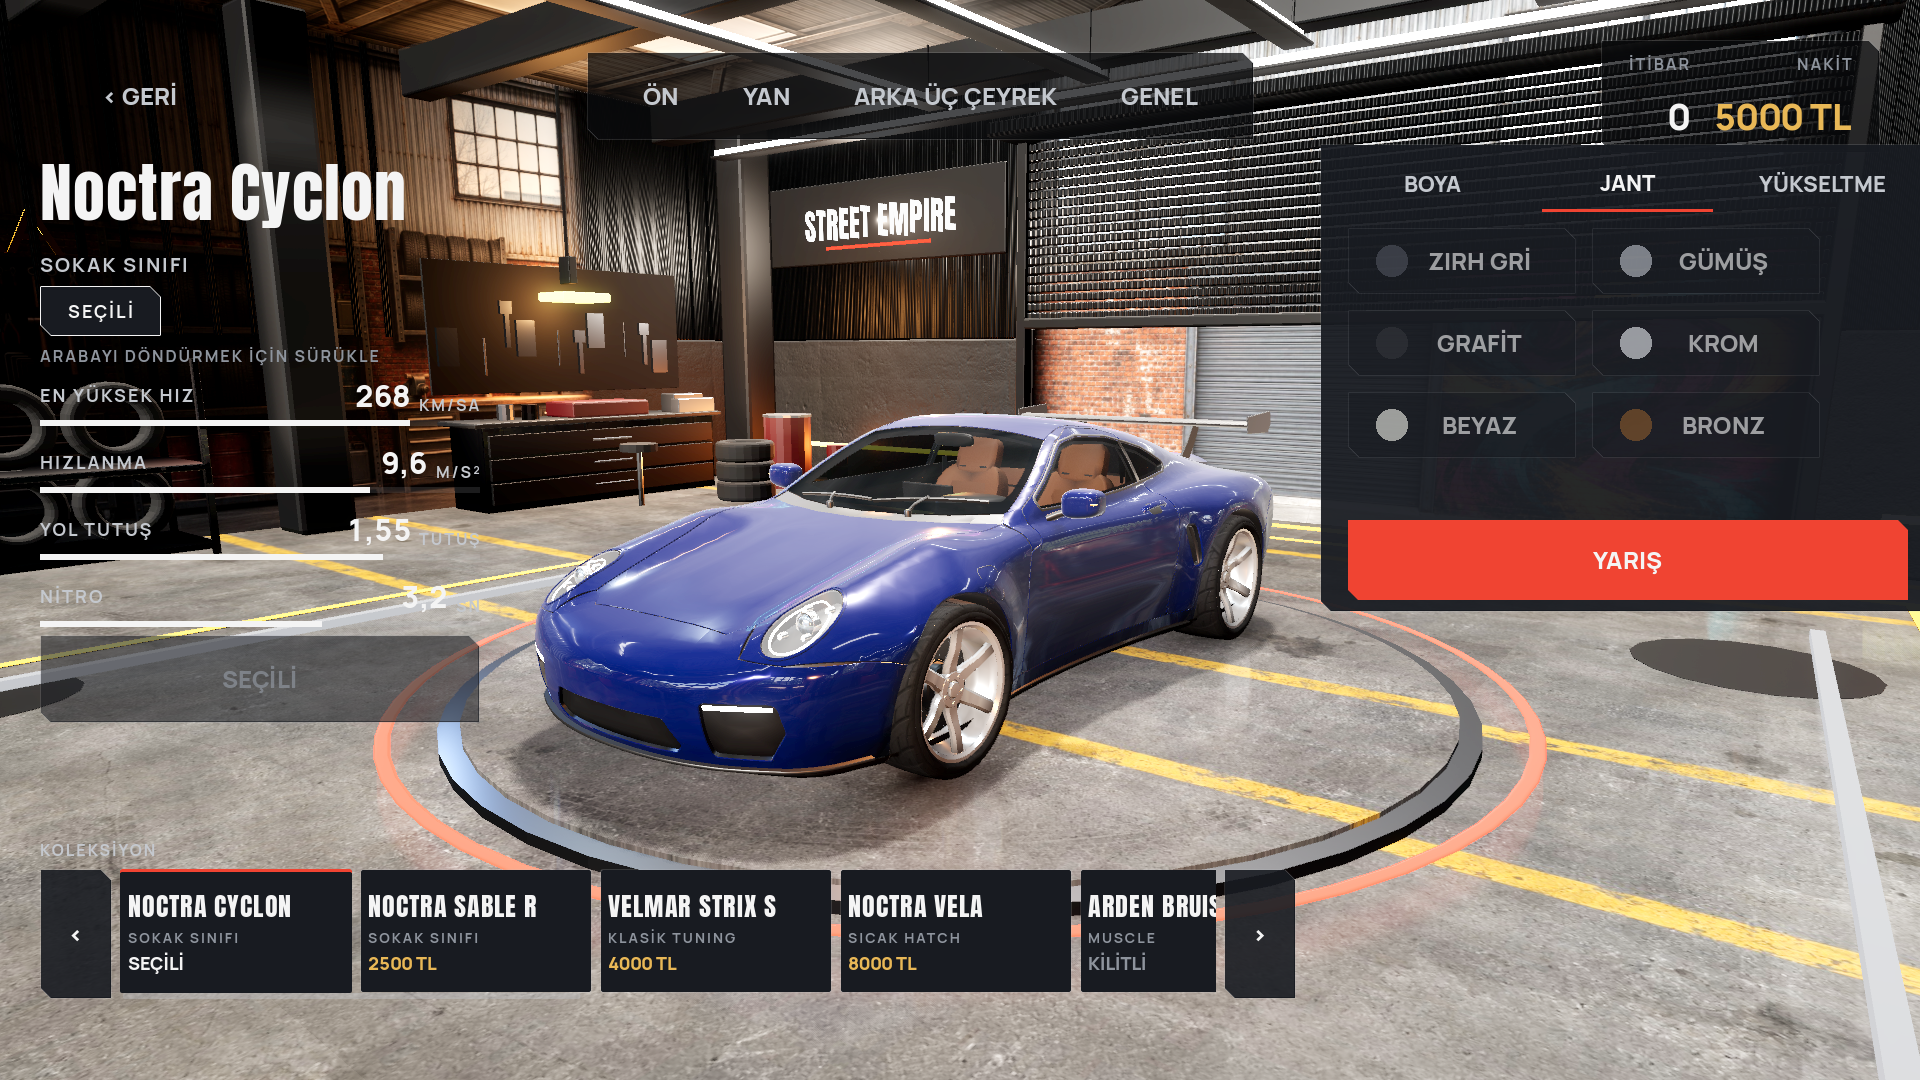 ‹ GERİ
ÖN YAN ARKA ÜÇ ÇEYREK GENEL
İTİBAR NAKİT
0 5000 TL
Noctra Cyclon
SOKAK SINIFI
SEÇİLİ
ARABAYI DÖNDÜRMEK İÇİN SÜRÜKLE
EN YÜKSEK HIZ 268 KM/SA
HIZLANMA 9,6 M/S²
YOL TUTUŞ 1,55 TUTUŞ
NİTRO 3,2
SEÇİLİ
STREET EMPIRE
BOYA JANT YÜKSELTME
ZIRH GRİ GÜMÜŞ
GRAFİT KROM
BEYAZ BRONZ
YARIŞ
KOLEKSİYON
‹
NOCTRA CYCLON
SOKAK SINIFI
SEÇİLİ
NOCTRA SABLE R
SOKAK SINIFI
2500 TL
VELMAR STRIX S
KLASİK TUNING
4000 TL
NOCTRA VELA
SICAK HATCH
8000 TL
ARDEN BRUIS
MUSCLE
KİLİTLİ
›